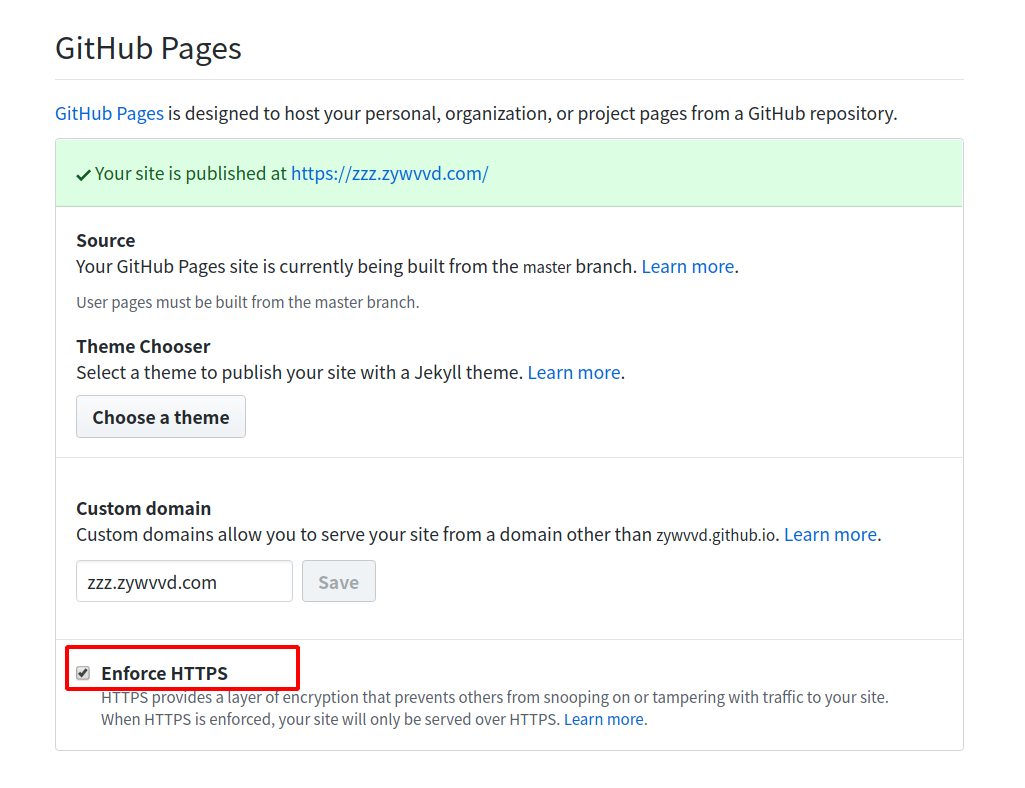 GitHub Pages
GitHub Pages is designed to host your personal, organization, or project pages from a GitHub repository.
Your site is published at https://zzz.zywvvd.com/
Source
Your GitHub Pages site is currently being built from the master branch. Learn more.
User pages must be built from the master branch.
Theme Chooser
Select a theme to publish your site with a Jekyll theme. Learn more.
Choose a theme
Custom domain
Custom domains allow you to serve your site from a domain other than zywvvd.github.io. Learn more.
zzz.zywvvd.com Save
Enforce HTTPS
HTTPS provides a layer of encryption that prevents others from snooping on or tampering with traffic to your site.
When HTTPS is enforced, your site will only be served over HTTPS. Learn more.